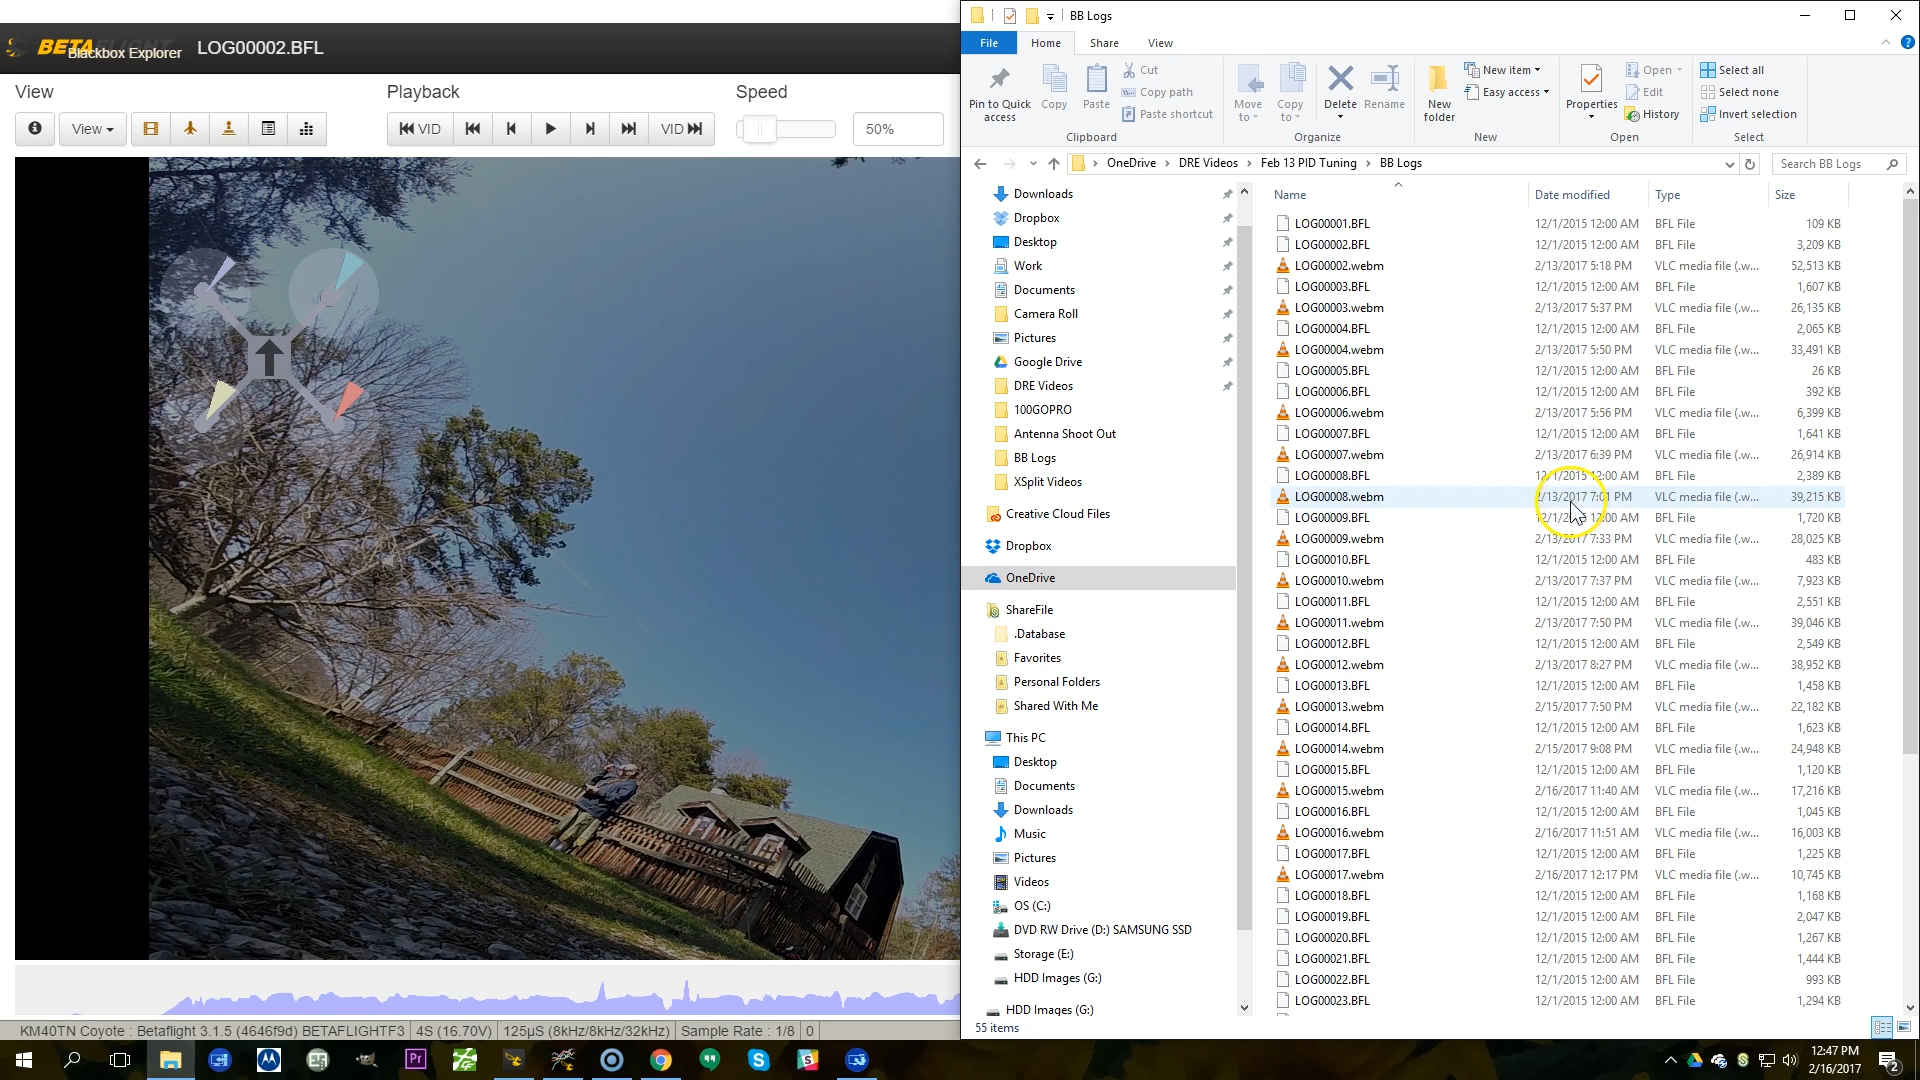 BETAFLIGHT
Blackbox Explorer
LOG00002.BFL
View
Playback
Speed
View
VID
VID
50%
BB Logs
File
Home
Share
View
Pin to Quick access
Copy
Paste
Cut
Copy path
Paste shortcut
Clipboard
Move to
Copy to
Delete
Rename
Organize
New folder
New item
Easy access
New
Properties
Open
Edit
History
Open
Select all
Select none
Invert selection
Select
OneDrive > DRE Videos > Feb 13 PID Tuning > BB Logs
Search BB Logs
Downloads
Dropbox
Desktop
Work
Documents
Camera Roll
Pictures
Google Drive
DRE Videos
100GOPRO
Antenna Shoot Out
BB Logs
XSplit Videos
Creative Cloud Files
Dropbox
OneDrive
ShareFile
.Database
Favorites
Personal Folders
Shared With Me
This PC
Desktop
Documents
Downloads
Music
Pictures
Videos
OS (C:)
DVD RW Drive (D:) SAMSUNG SSD
Storage (E:)
HDD Images (G:)
HDD Images (G:)
Name Date modified Type Size
LOG00001.BFL 12/1/2015 12:00 AM BFL File 109 KB
LOG00002.BFL 12/1/2015 12:00 AM BFL File 3,209 KB
LOG00002.webm 2/13/2017 5:18 PM VLC media file (.w... 52,513 KB
LOG00003.BFL 12/1/2015 12:00 AM BFL File 1,607 KB
LOG00003.webm 2/13/2017 5:37 PM VLC media file (.w... 26,135 KB
LOG00004.BFL 12/1/2015 12:00 AM BFL File 2,065 KB
LOG00004.webm 2/13/2017 5:50 PM VLC media file (.w... 33,491 KB
LOG00005.BFL 12/1/2015 12:00 AM BFL File 26 KB
LOG00006.BFL 12/1/2015 12:00 AM BFL File 392 KB
LOG00006.webm 2/13/2017 5:56 PM VLC media file (.w... 6,399 KB
LOG00007.BFL 12/1/2015 12:00 AM BFL File 1,641 KB
LOG00007.webm 2/13/2017 6:39 PM VLC media file (.w... 26,914 KB
LOG00008.BFL 12/1/2015 12:00 AM BFL File 2,389 KB
LOG00008.webm 2/13/2017 7:01 PM VLC media file (.w... 39,215 KB
LOG00009.BFL 12/1/2015 12:00 AM BFL File 1,720 KB
LOG00009.webm 2/13/2017 7:33 PM VLC media file (.w... 28,025 KB
LOG00010.BFL 12/1/2015 12:00 AM BFL File 483 KB
LOG00010.webm 2/13/2017 7:37 PM VLC media file (.w... 7,923 KB
LOG00011.BFL 12/1/2015 12:00 AM BFL File 2,551 KB
LOG00011.webm 2/13/2017 7:50 PM VLC media file (.w... 39,046 KB
LOG00012.BFL 12/1/2015 12:00 AM BFL File 2,549 KB
LOG00012.webm 2/13/2017 8:27 PM VLC media file (.w... 38,952 KB
LOG00013.BFL 12/1/2015 12:00 AM BFL File 1,458 KB
LOG00013.webm 2/15/2017 7:50 PM VLC media file (.w... 22,182 KB
LOG00014.BFL 12/1/2015 12:00 AM BFL File 1,623 KB
LOG00014.webm 2/15/2017 9:08 PM VLC media file (.w... 24,948 KB
LOG00015.BFL 12/1/2015 12:00 AM BFL File 1,120 KB
LOG00015.webm 2/16/2017 11:40 AM VLC media file (.w... 17,216 KB
LOG00016.BFL 12/1/2015 12:00 AM BFL File 1,045 KB
LOG00016.webm 2/16/2017 11:51 AM VLC media file (.w... 16,003 KB
LOG00017.BFL 12/1/2015 12:00 AM BFL File 1,225 KB
LOG00017.webm 2/16/2017 12:17 PM VLC media file (.w... 10,745 KB
LOG00018.BFL 12/1/2015 12:00 AM BFL File 1,168 KB
LOG00019.BFL 12/1/2015 12:00 AM BFL File 2,047 KB
LOG00020.BFL 12/1/2015 12:00 AM BFL File 1,267 KB
LOG00021.BFL 12/1/2015 12:00 AM BFL File 1,444 KB
LOG00022.BFL 12/1/2015 12:00 AM BFL File 993 KB
LOG00023.BFL 12/1/2015 12:00 AM BFL File 1,294 KB
55 items
KM40TN Coyote : Betaflight 3.1.5 (4646f9d) BETAFLIGHTF3 4S (16.70V) 125µS (8kHz/8kHz/32kHz) Sample Rate : 1/8 0
Pr
12:47 PM
2/16/2017
2